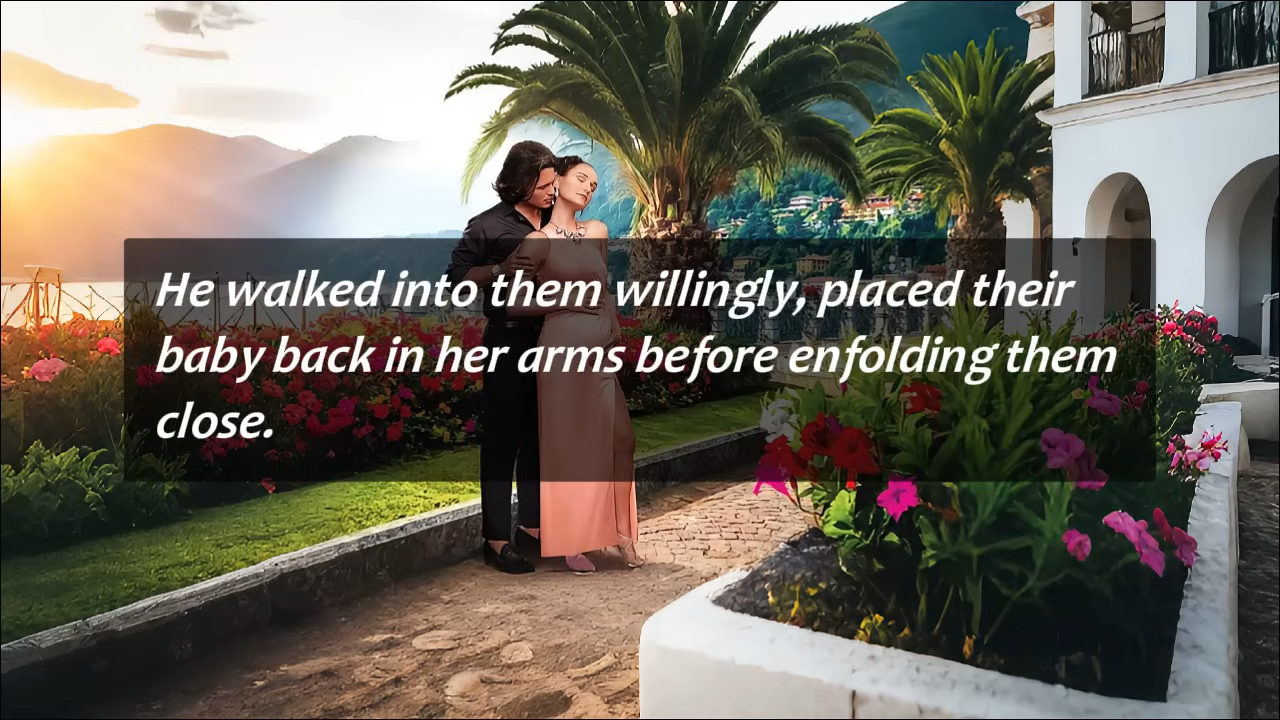 He walked into them willingly, placed their
baby back in her arms before enfolding them
close.